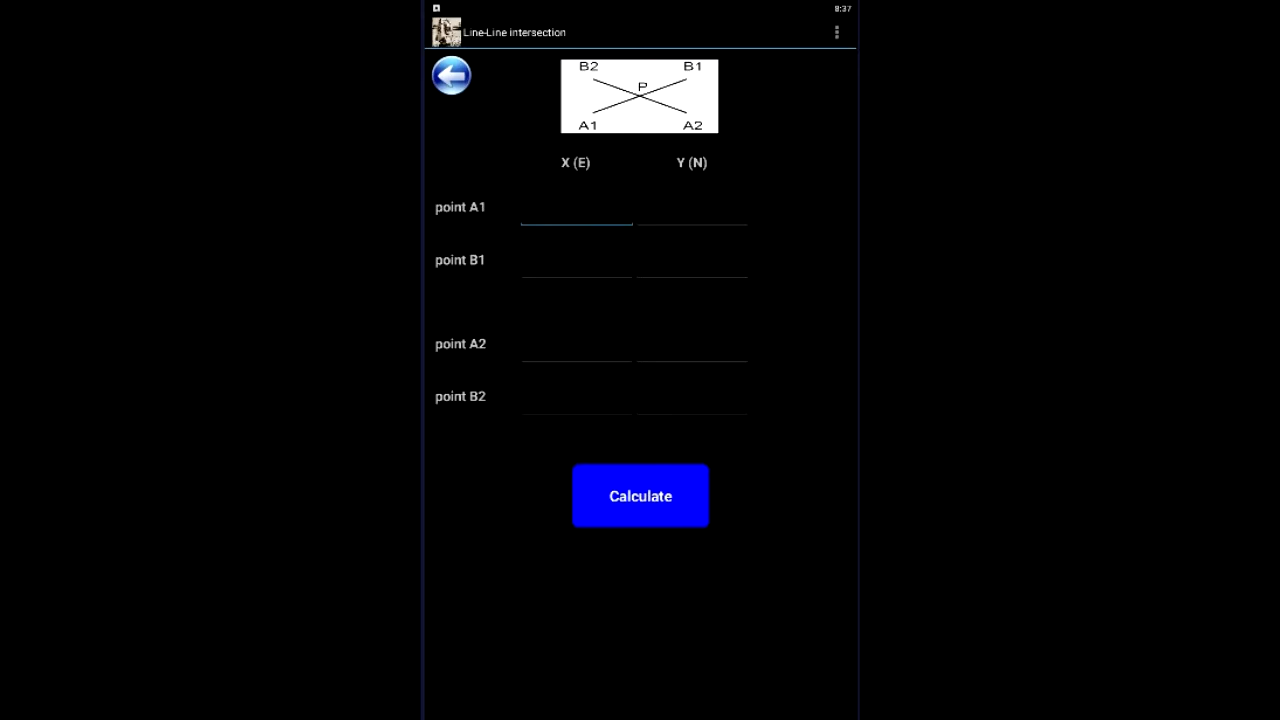 8:37
Line-Line intersection
B2 B1
P
A1 A2
X (E) Y (N)
point A1
point B1
point A2
point B2
Calculate